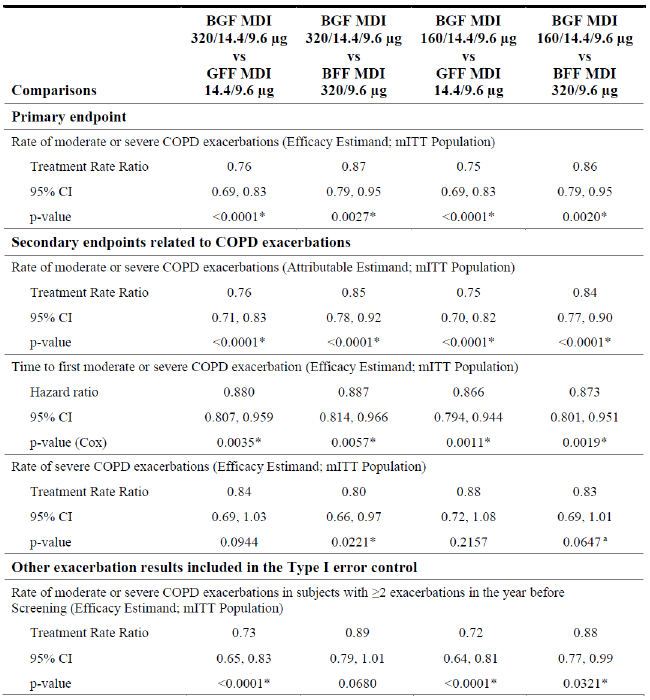 Comparisons BGF MDI 320/14.4/9.6 µg vs GFF MDI 14.4/9.6 µg BGF MDI 320/14.4/9.6 µg vs BFF MDI 320/9.6 µg BGF MDI 160/14.4/9.6 µg vs GFF MDI 14.4/9.6 µg BGF MDI 160/14.4/9.6 µg vs BFF MDI 320/9.6 µg
Primary endpoint
Rate of moderate or severe COPD exacerbations (Efficacy Estimand; mITT Population)
Treatment Rate Ratio 0.76 0.87 0.75 0.86
95% CI 0.69, 0.83 0.79, 0.95 0.69, 0.83 0.79, 0.95
p-value <0.0001* 0.0027* <0.0001* 0.0020*
Secondary endpoints related to COPD exacerbations
Rate of moderate or severe COPD exacerbations (Attributable Estimand; mITT Population)
Treatment Rate Ratio 0.76 0.85 0.75 0.84
95% CI 0.71, 0.83 0.78, 0.92 0.70, 0.82 0.77, 0.90
p-value <0.0001* <0.0001* <0.0001* <0.0001*
Time to first moderate or severe COPD exacerbation (Efficacy Estimand; mITT Population)
Hazard ratio 0.880 0.887 0.866 0.873
95% CI 0.807, 0.959 0.814, 0.966 0.794, 0.944 0.801, 0.951
p-value (Cox) 0.0035* 0.0057* 0.0011* 0.0019*
Rate of severe COPD exacerbations (Efficacy Estimand; mITT Population)
Treatment Rate Ratio 0.84 0.80 0.88 0.83
95% CI 0.69, 1.03 0.66, 0.97 0.72, 1.08 0.69, 1.01
p-value 0.0944 0.0221* 0.2157 0.0647ª
Other exacerbation results included in the Type I error control
Rate of moderate or severe COPD exacerbations in subjects with ≥2 exacerbations in the year before
Screening (Efficacy Estimand; mITT Population)
Treatment Rate Ratio 0.73 0.89 0.72 0.88
95% CI 0.65, 0.83 0.79, 1.01 0.64, 0.81 0.77, 0.99
p-value <0.0001* 0.0680 <0.0001* 0.0321*